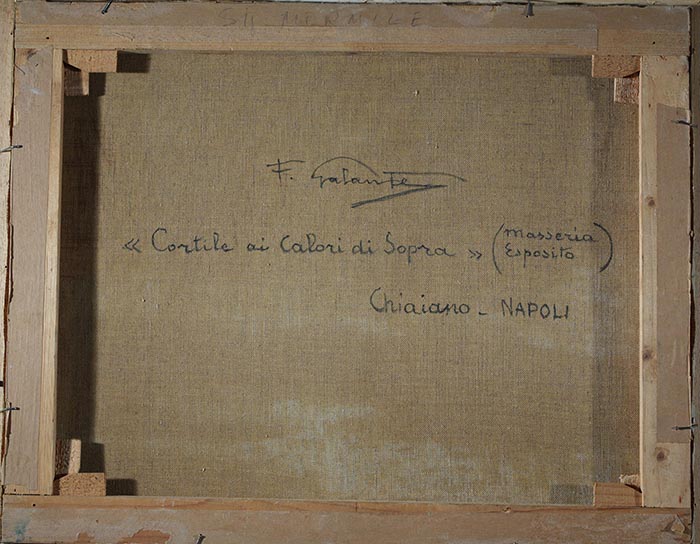 F. Galante
« Cortile ai Calori di Sopra » (Masseria Esposito)
Chiaiano - NAPOLI